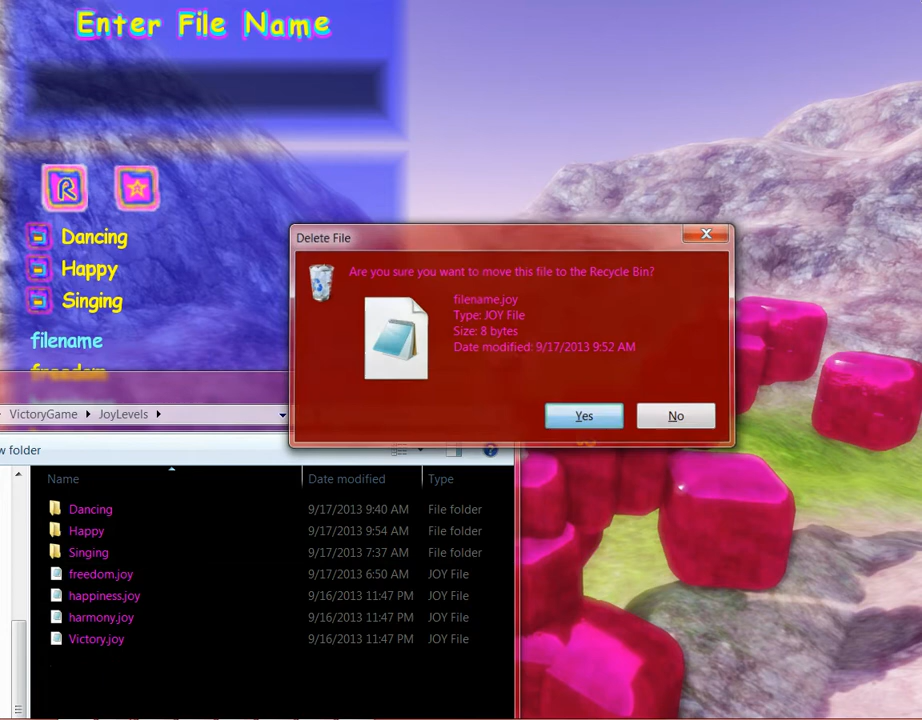 Enter File Name
R
Dancing
Happy
Singing
filename
freedom
Delete File
Are you sure you want to move this file to the Recycle Bin?
filename.joy
Type: JOY File
Size: 8 bytes
Date modified: 9/17/2013 9:52 AM
Yes
No
VictoryGame
JoyLevels
w folder
Name Date modified Type
Dancing 9/17/2013 9:40 AM File folder
Happy 9/17/2013 9:54 AM File folder
Singing 9/17/2013 7:37 AM File folder
freedom.joy 9/17/2013 6:50 AM JOY File
happiness.joy 9/16/2013 11:47 PM JOY File
harmony.joy 9/16/2013 11:47 PM JOY File
Victory.joy 9/16/2013 11:47 PM JOY File